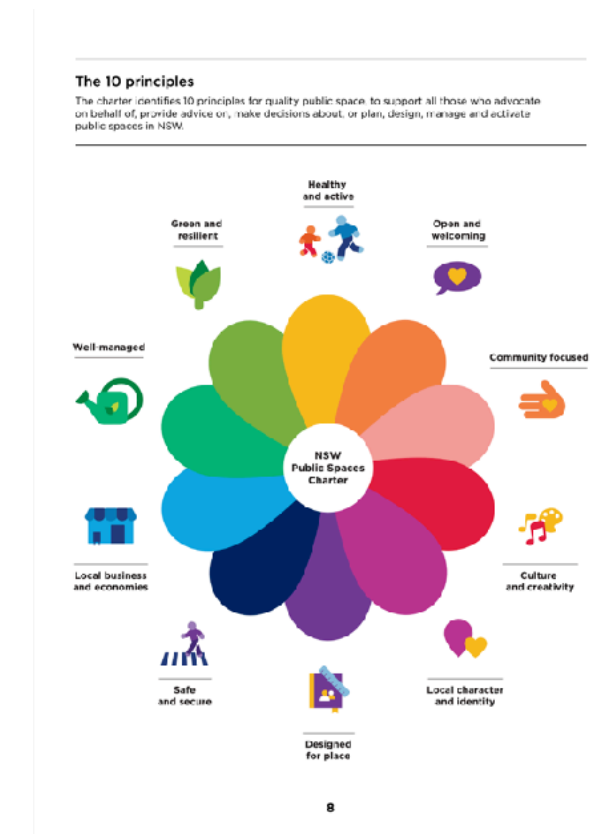 The 10 principles
The charter identifies 10 principles for quality public space, to support all those who advocate
on behalf of, provide advice on, make decisions about, or plan, design, manage and activate
public spaces in NSW.
Healthy
and active
Green and
resilient
Open and
welcoming
Well-managed
Community focused
NSW
Public Spaces
Charter
Local business
and economies
Culture
and creativity
Safe
and secure
Local character
and identity
Designed
for place
8